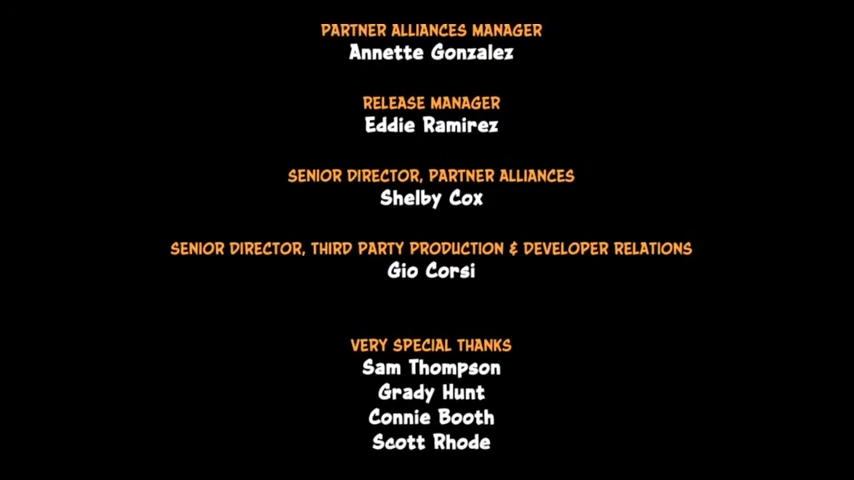 PARTNER ALLIANCES MANAGER
Annette Gonzalez
RELEASE MANAGER
Eddie Ramirez
SENIOR DIRECTOR, PARTNER ALLIANCES
Shelby Cox
SENIOR DIRECTOR, THIRD PARTY PRODUCTION & DEVELOPER RELATIONS
Gio Corsi
VERY SPECIAL THANKS
Sam Thompson
Grady Hunt
Connie Booth
Scott Rhode